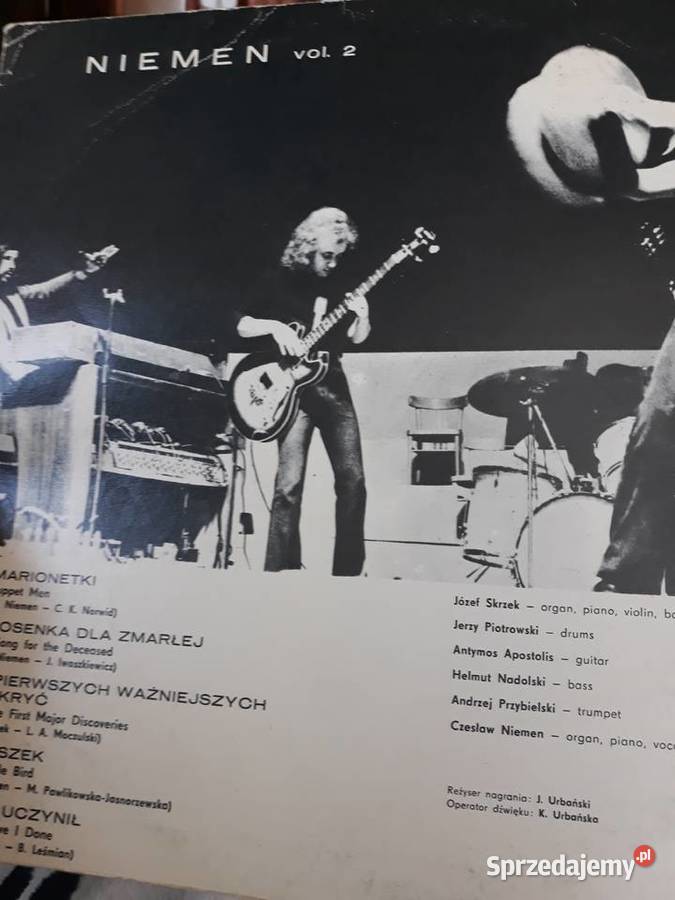 NIEMEN vol. 2
MARIONETKI
Niemen – C. K. Norwid)
OSENKA DLA ZMARŁEJ
ong for the Deceased
Niemen – J. Iwaszkiewicz)
PIERWSZYCH WAŻNIEJSZYCH
KRYĆ
e First Major Discoveries
ek – L. A. Moczulski)
SZEK
le Bird
en – M. Pawlikowska-Jasnorzewska)
UCZYNIŁ
ve I Done
– B. Leśmian)
Józef Skrzek – organ, piano, violin, ba
Jerzy Piotrowski – drums
Antymos Apostolis – guitar
Helmut Nadolski – bass
Andrzej Przybielski – trumpet
Czesław Niemen – organ, piano, voc
Reżyser nagrania: J. Urbański
Operator dźwięku: K. Urbańska
Sprzedajemy.pl